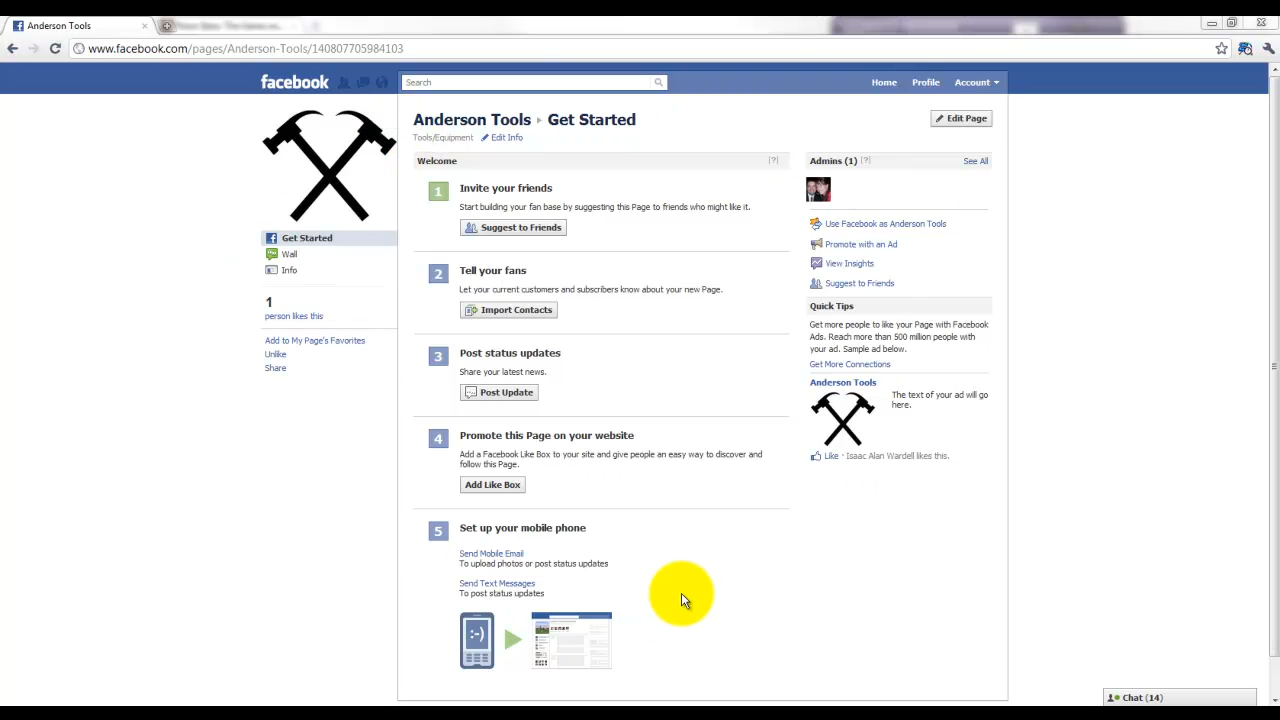 Anderson Tools
www.facebook.com/pages/Anderson-Tools/140807705984103
facebook
Search
Home Profile Account
Anderson Tools Get Started
Edit Page
Tools/Equipment Edit Info
Welcome
[?]
1
Invite your friends
Start building your fan base by suggesting this Page to friends who might like it.
Suggest to Friends
2
Tell your fans
Let your current customers and subscribers know about your new Page.
Import Contacts
3
Post status updates
Share your latest news.
Post Update
4
Promote this Page on your website
Add a Facebook Like Box to your site and give people an easy way to discover and
follow this Page.
Add Like Box
5
Set up your mobile phone
Send Mobile Email
To upload photos or post status updates
Send Text Messages
To post status updates
:-)
Get Started
Wall
Info
1
person likes this
Add to My Page's Favorites
Unlike
Share
Admins (1) [?] See All
Use Facebook as Anderson Tools
Promote with an Ad
View Insights
Suggest to Friends
Quick Tips
Get more people to like your Page with Facebook
Ads. Reach more than 500 million people with
your ad. Sample ad below.
Get More Connections
Anderson Tools
The text of your ad will go
here.
Like · Isaac Alan Wardell likes this.
Chat (14)